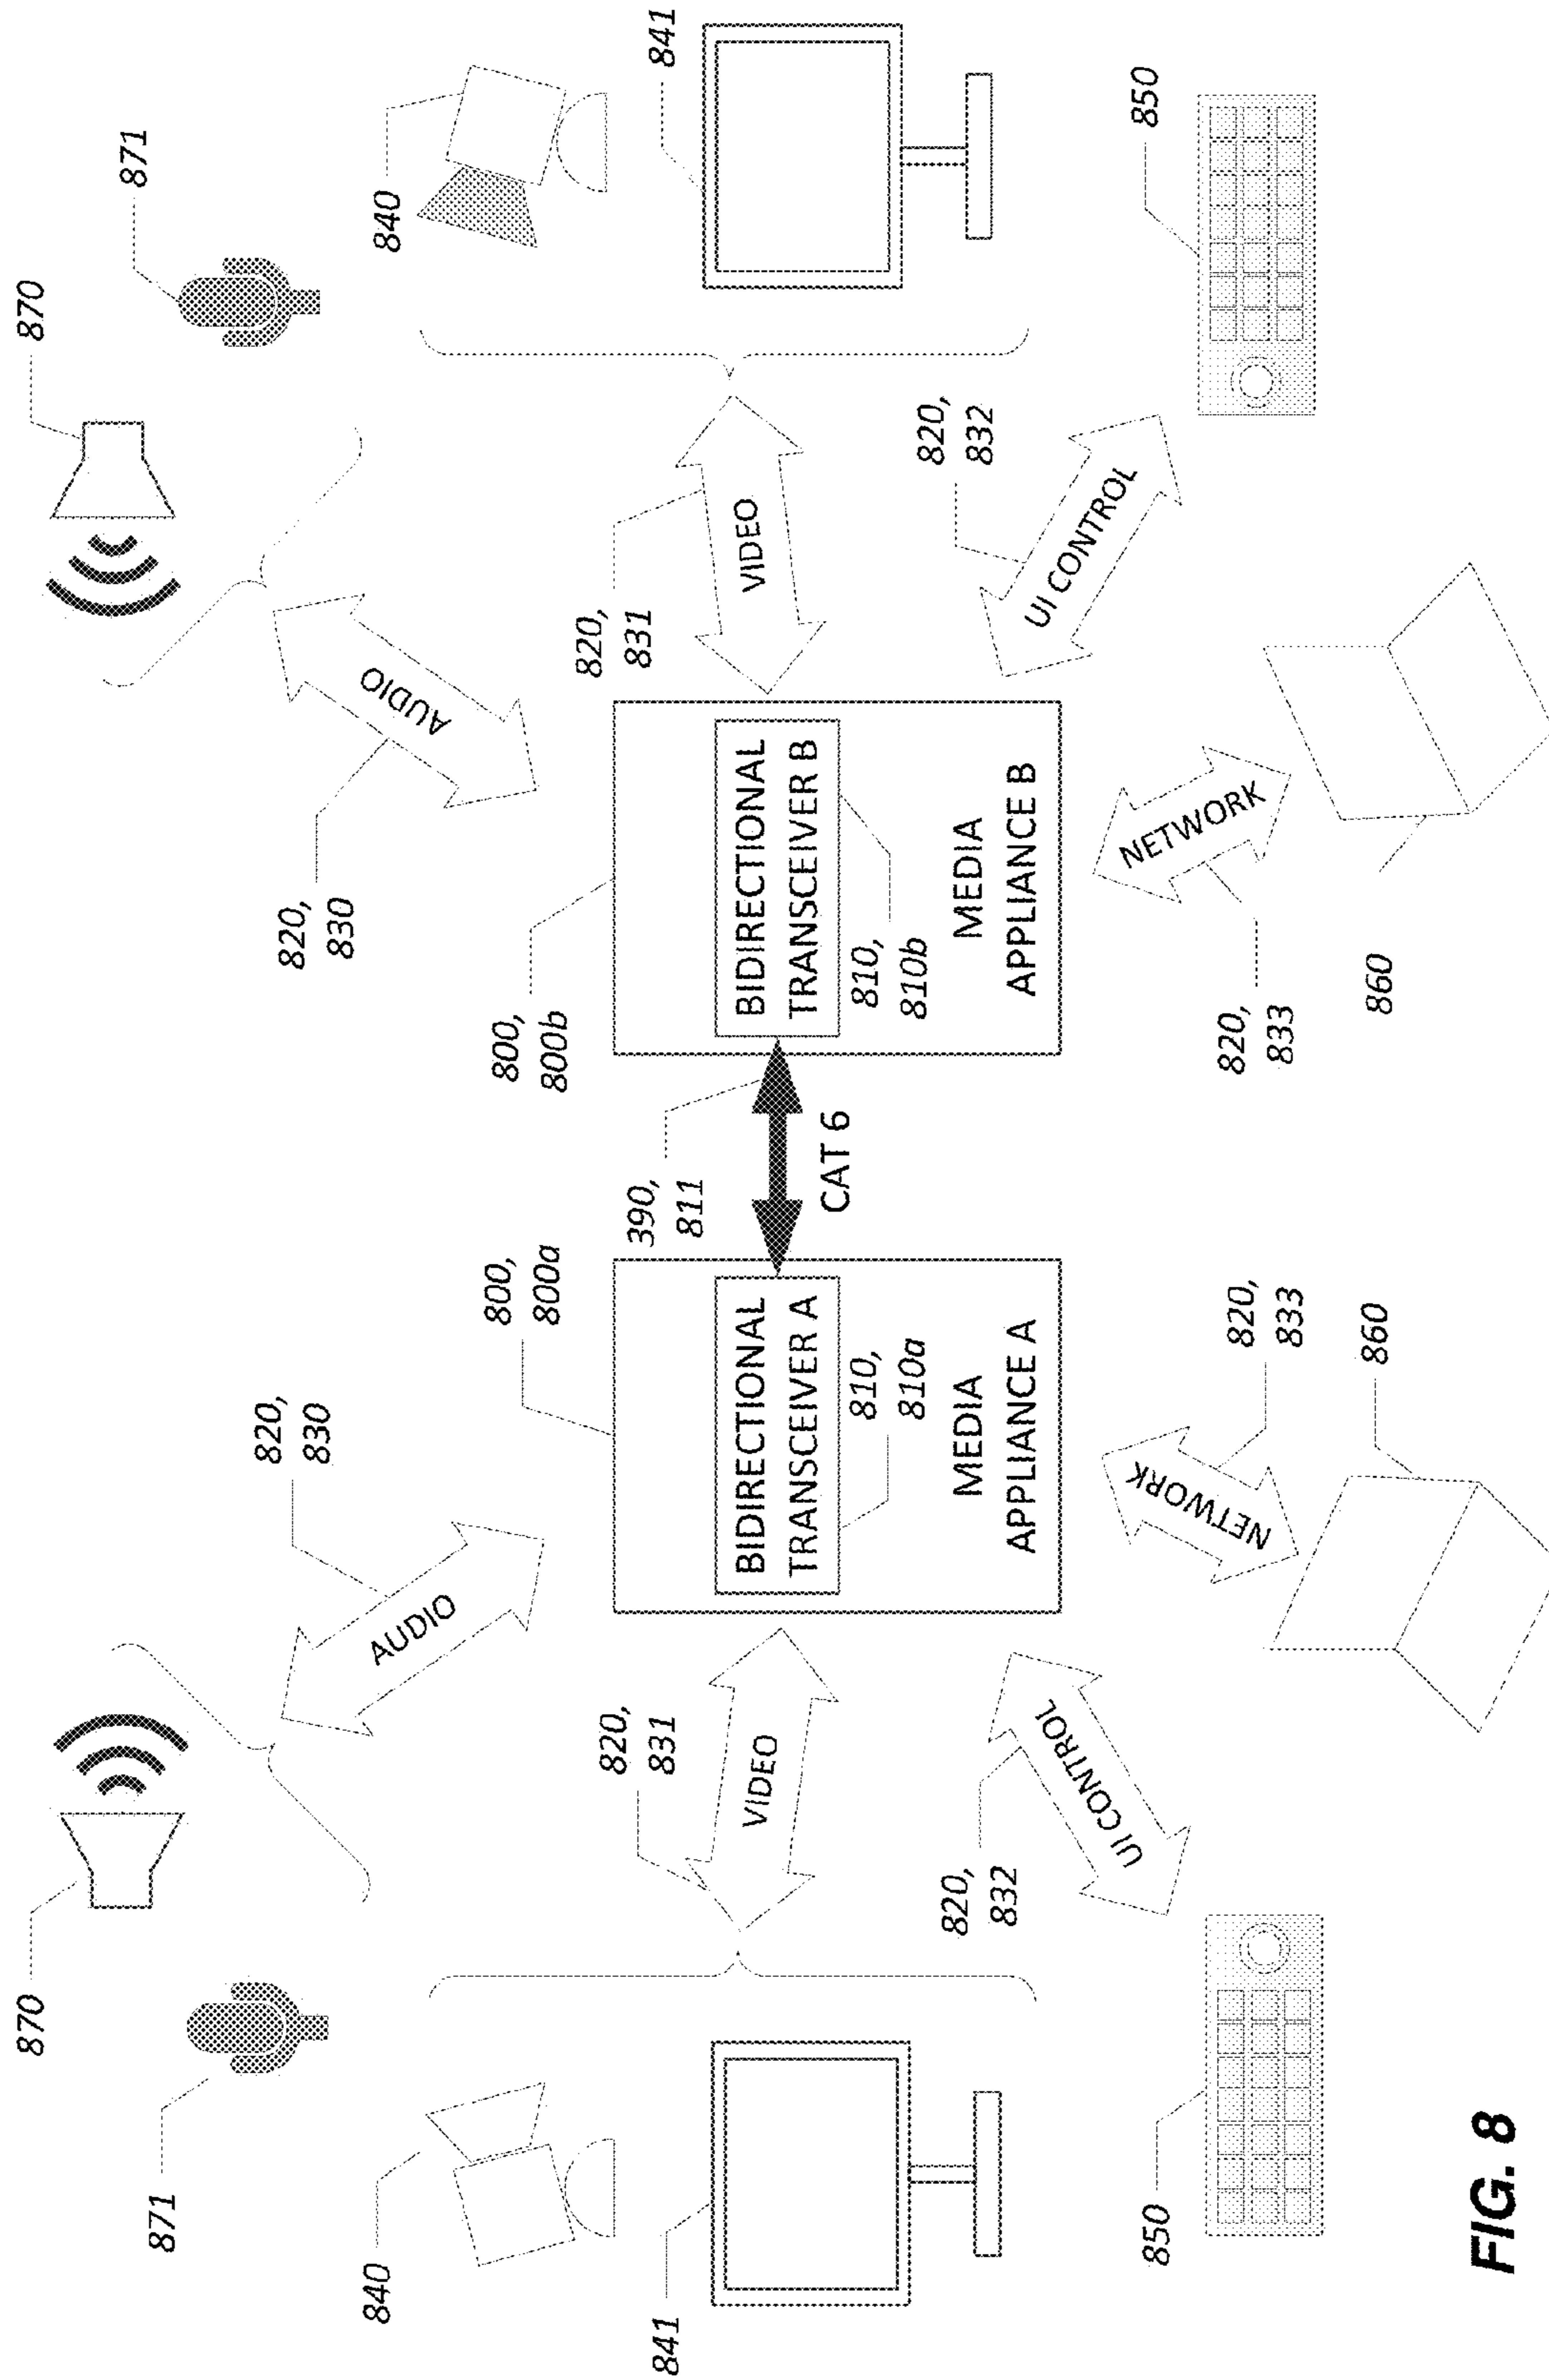 870
871
840
841
820,
830
AUDIO
820,
831
VIDEO
820,
832
UI CONTROL
850
800,
800a
BIDIRECTIONAL
TRANSCEIVER A
810,
810a
MEDIA
APPLIANCE A
NETWORK
820,
833
860
390,
811
CAT 6
800,
800b
BIDIRECTIONAL
TRANSCEIVER B
810,
810b
MEDIA
APPLIANCE B
820,
830
AUDIO
870
871
840
841
820,
831
VIDEO
820,
832
UI CONTROL
850
NETWORK
820,
833
860
FIG. 8